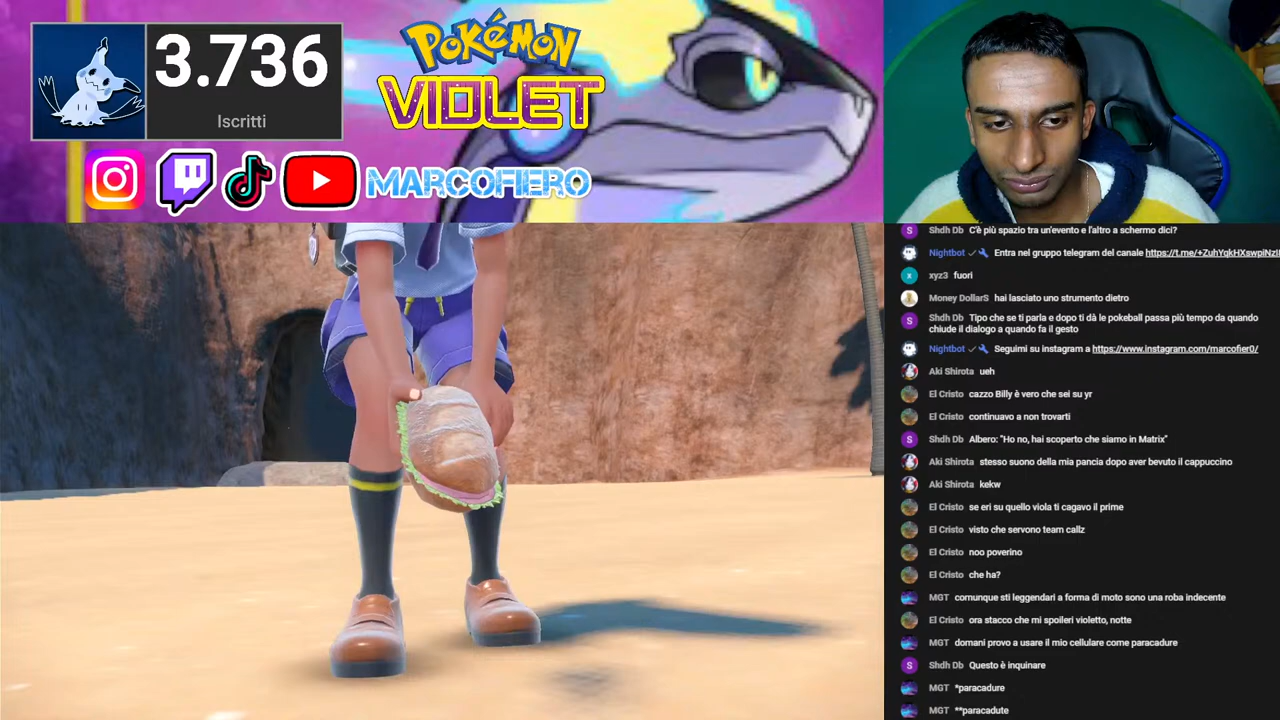 3.736
Iscritti
POKéMON
VIOLET
MARCOFIERO
Shdh Db C'è più spazio tra un'evento e l'altro a schermo dici?
Nightbot Entra nel gruppo telegram del canale https://t.me/+ZuhYqkHXswpiNzI
xyz3 fuori
Money DollarS hai lasciato uno strumento dietro
Shdh Db Tipo che se ti parla e dopo ti dà le pokeball passa più tempo da quando
chiude il dialogo a quando fa il gesto
Nightbot Seguimi su instagram a https://www.instagram.com/marcofier0/
Aki Shirota ueh
El Cristo cazzo Billy è vero che sei su yr
El Cristo continuavo a non trovarti
Shdh Db Albero: "Ho no, hai scoperto che siamo in Matrix"
Aki Shirota stesso suono della mia pancia dopo aver bevuto il cappuccino
Aki Shirota kekw
El Cristo se eri su quello viola ti cagavo il prime
El Cristo visto che servono team callz
El Cristo noo poverino
El Cristo che ha?
MGT comunque sti leggendari a forma di moto sono una roba indecente
El Cristo ora stacco che mi spoileri violetto, notte
MGT domani provo a usare il mio cellulare come paracadure
Shdh Db Questo è inquinare
MGT *paracadure
MGT **paracadute